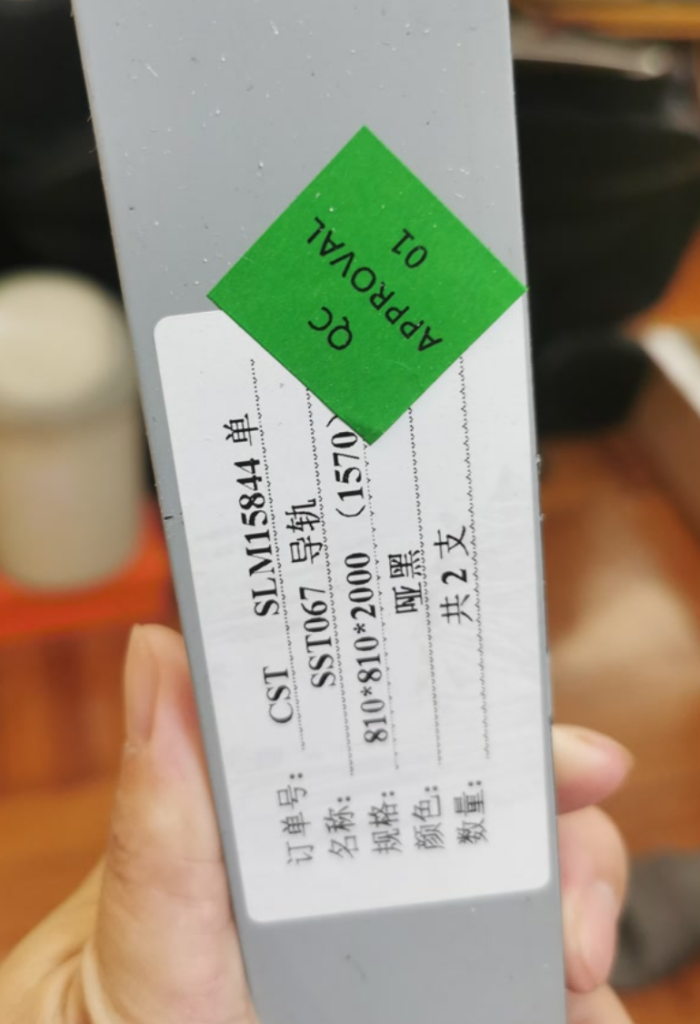 QC
APPROVAL
01
订单号： CST SLM15844 单
名称： SST067 导轨
规格： 810*810*2000 （1570）
颜色： 哑黑
数量： 共 2 支